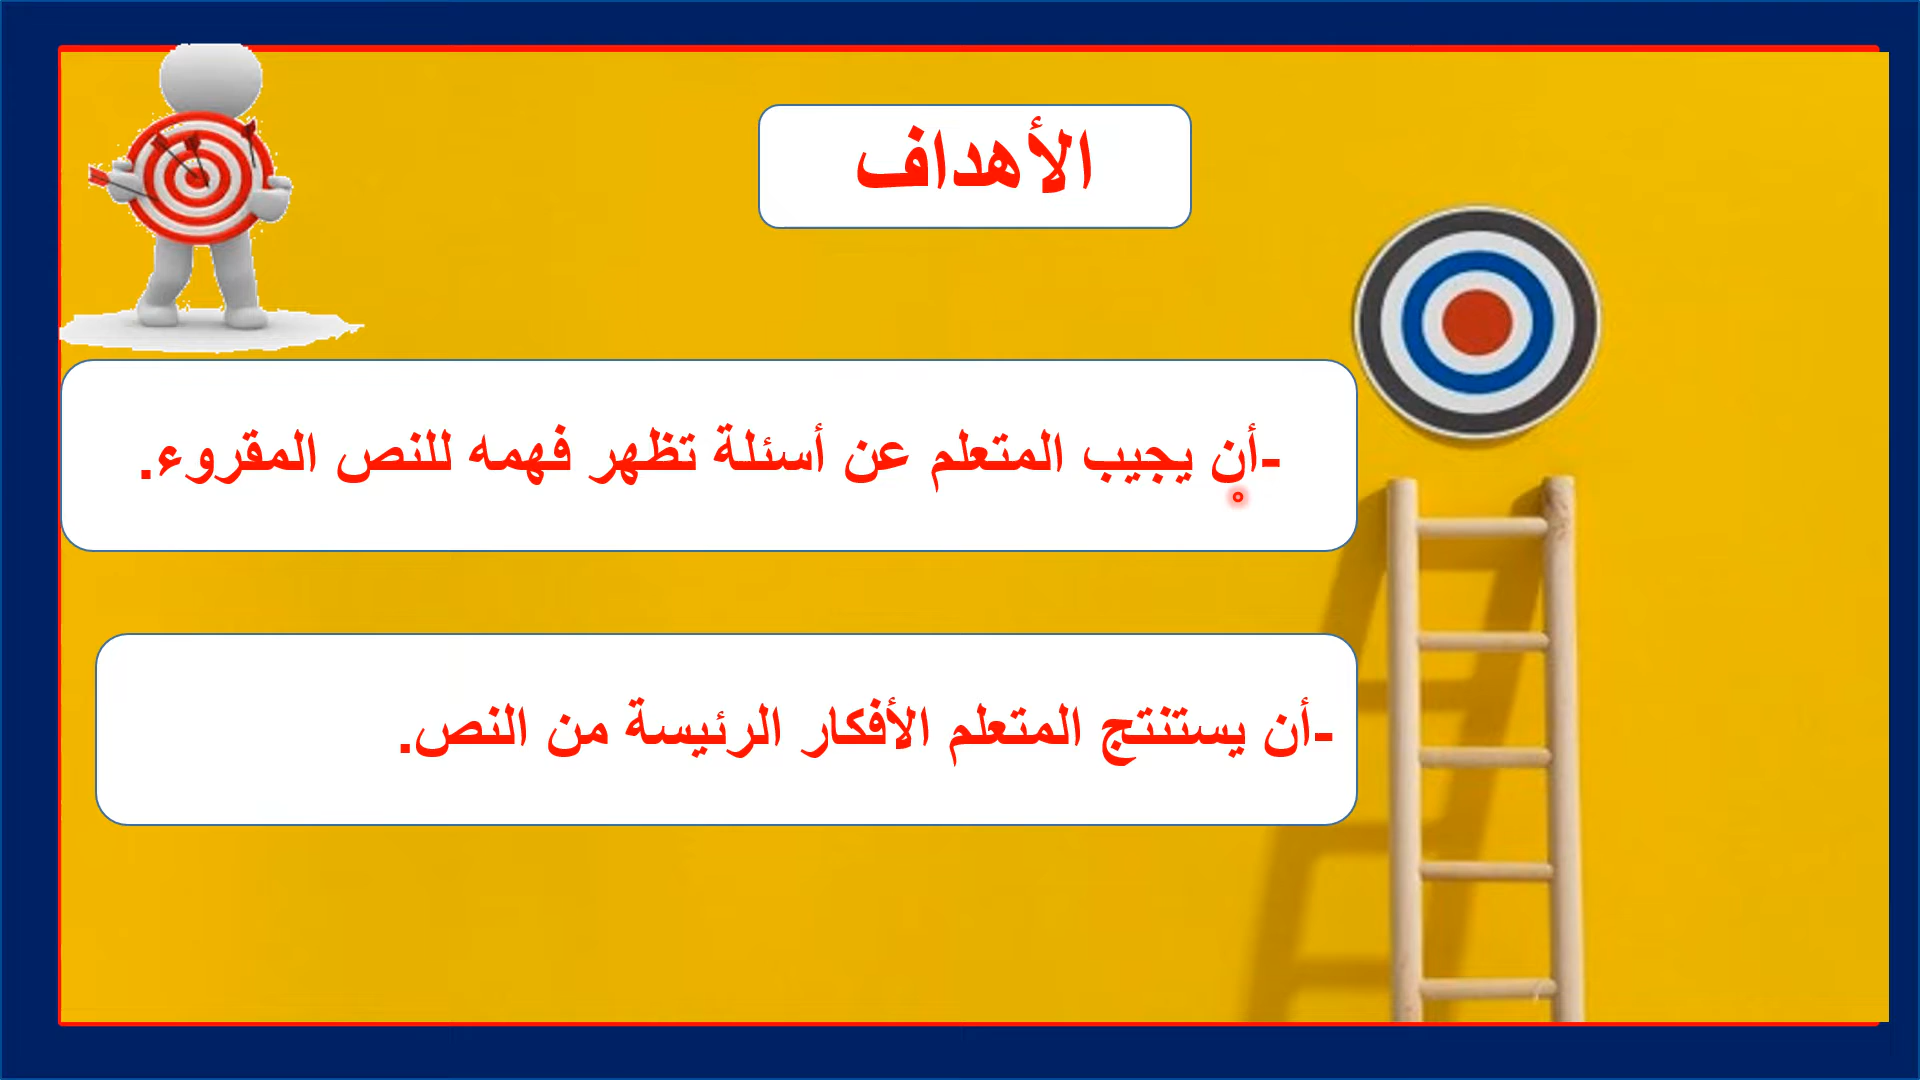 الأهداف
-أن يجيب المتعلم عن أسئلة تظهر فهمه للنص المقروء.
-أن يستنتج المتعلم الأفكار الرئيسة من النص.